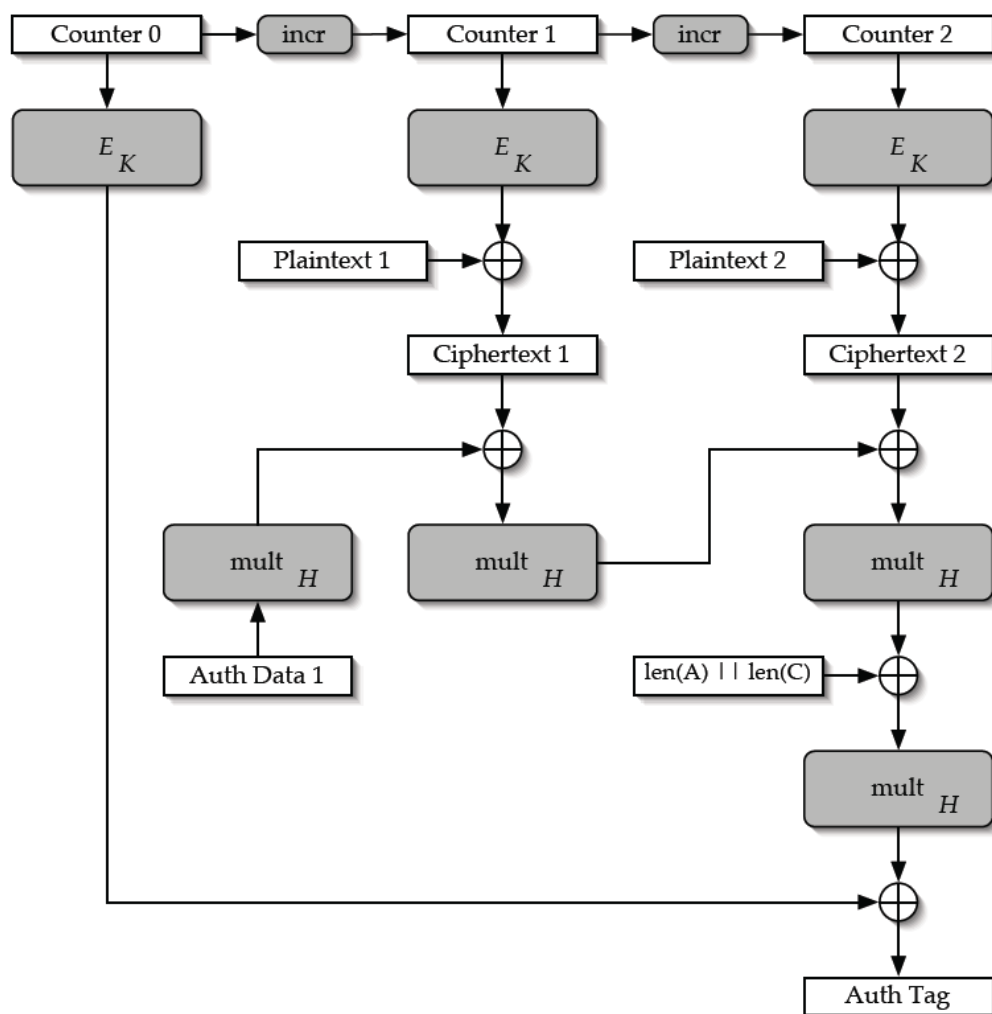 Counter 0
incr
Counter 1
incr
Counter 2
E K
E K
E K
Plaintext 1
Plaintext 2
Ciphertext 1
Ciphertext 2
mult H
mult H
mult H
Auth Data 1
len(A) || len(C)
mult H
Auth Tag